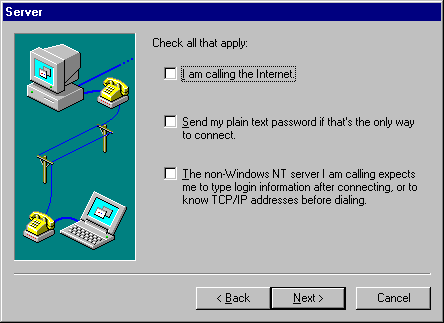 Server
Check all that apply:
I am calling the Internet.
Send my plain text password if that's the only way
to connect.
The non-Windows NT server I am calling expects
me to type login information after connecting, or to
know TCP/IP addresses before dialing.
< Back
Next >
Cancel